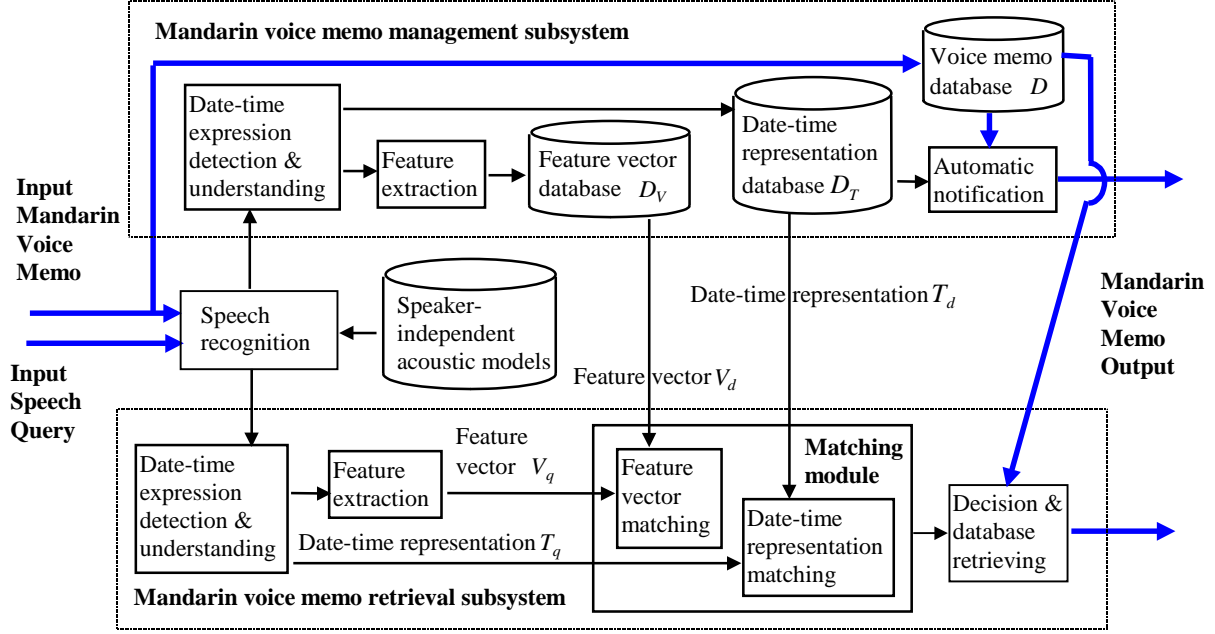 Mandarin voice memo management subsystem
Voice memo
database D
Date-time
expression
detection &
understanding
Feature
extraction
Feature vector
database D_V
Date-time
representation
database D_T
Automatic
notification
Input
Mandarin
Voice
Memo
Speech
recognition
Speaker-
independent
acoustic models
Date-time representation T_d
Feature vector V_d
Mandarin
Voice
Memo
Output
Input
Speech
Query
Date-time
expression
detection &
understanding
Feature
extraction
Feature
vector V_q
Date-time representation T_q
Matching
module
Feature
vector
matching
Date-time
representation
matching
Decision &
database
retrieving
Mandarin voice memo retrieval subsystem